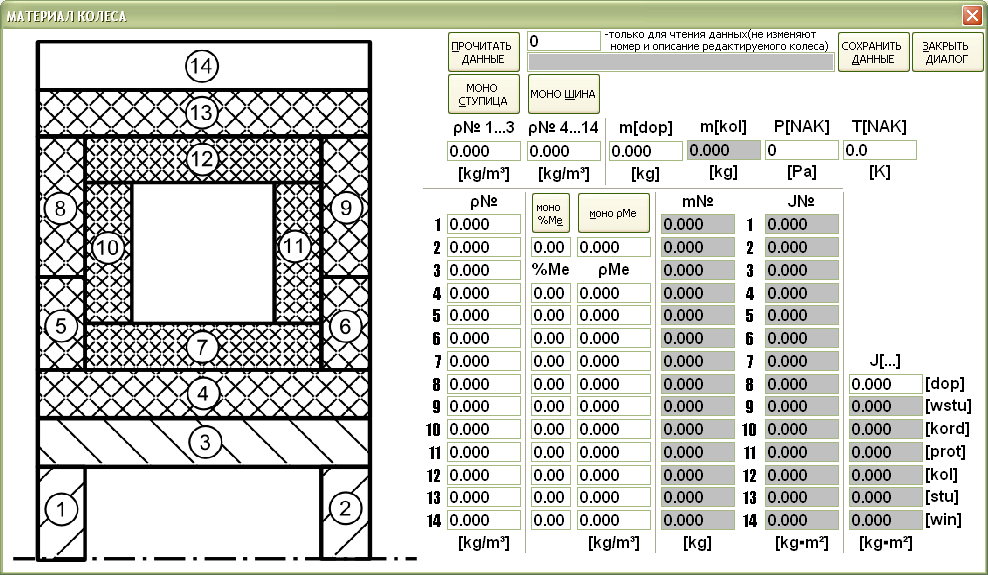 МАТЕРИАЛ КОЛЕСА
ПРОЧИТАТЬ ДАННЫЕ
0
-только для чтения данных(не изменяют
номер и описание редактируемого колеса)
СОХРАНИТЬ ДАННЫЕ
ЗАКРЫТЬ ДИАЛОГ
МОНО СТУПИЦА
МОНО ШИНА
ρ№ 1...3 ρ№ 4...14 m[dop] m[kol] P[NAK] T[NAK]
0.000 0.000 0.000 0.000 0 0.0
[kg/m³] [kg/m³] [kg] [kg] [Pa] [K]
ρ№ моно %Me моно ρMe m№ J№
1 0.000 0.000 1 0.000
2 0.000 0.00 0.000 0.000 2 0.000
3 0.000 %Me ρMe 0.000 3 0.000
4 0.000 0.00 0.000 0.000 4 0.000
5 0.000 0.00 0.000 0.000 5 0.000
6 0.000 0.00 0.000 0.000 6 0.000
7 0.000 0.00 0.000 0.000 7 0.000 J[...]
8 0.000 0.00 0.000 0.000 8 0.000 0.000 [dop]
9 0.000 0.00 0.000 0.000 9 0.000 0.000 [wstu]
10 0.000 0.00 0.000 0.000 10 0.000 0.000 [kord]
11 0.000 0.00 0.000 0.000 11 0.000 0.000 [prot]
12 0.000 0.00 0.000 0.000 12 0.000 0.000 [kol]
13 0.000 0.00 0.000 0.000 13 0.000 0.000 [stu]
14 0.000 0.00 0.000 0.000 14 0.000 0.000 [win]
[kg/m³] [kg/m³] [kg] [kg▪m²] [kg▪m²]
14
13
12
8 9
10 11
5 6
7
4
3
1 2